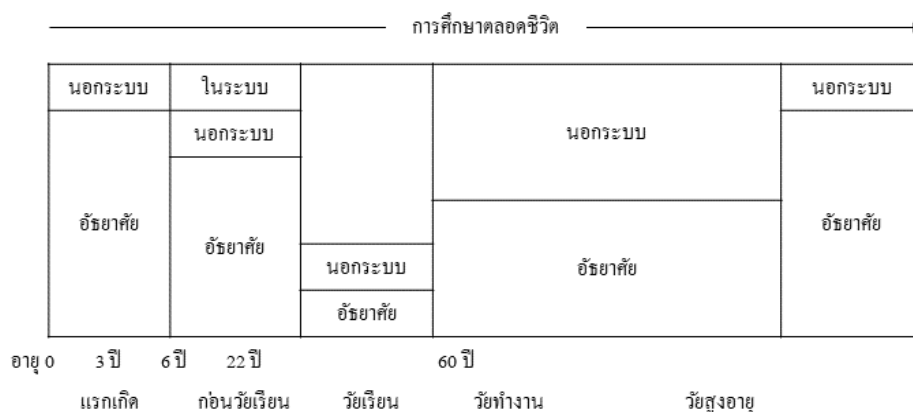 การศึกษาตลอดชีวิต
นอกระบบ ในระบบ นอกระบบ
นอกระบบ นอกระบบ
อัธยาศัย อัธยาศัย
อัธยาศัย นอกระบบ อัธยาศัย
อัธยาศัย
อายุ 0 3 ปี 6 ปี 22 ปี 60 ปี
แรกเกิด ก่อนวัยเรียน วัยเรียน วัยทำงาน วัยสูงอายุ